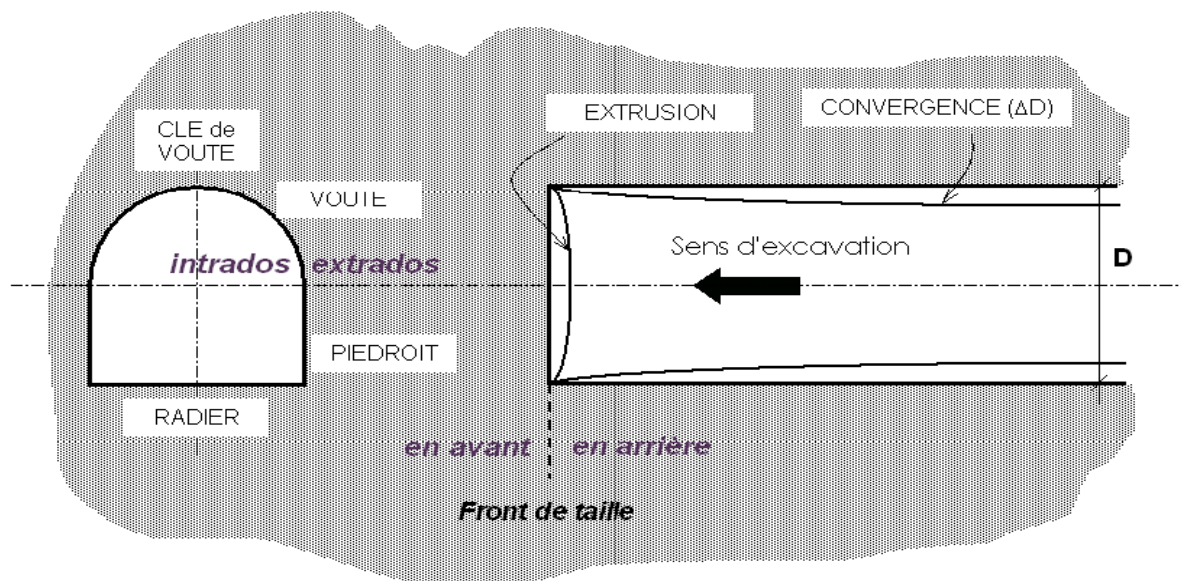 CLE de
VOUTE
VOUTE
intrados extrados
PIEDROIT
RADIER
EXTRUSION
CONVERGENCE (ΔD)
Sens d'excavation
D
en avant en arrière
Front de taille